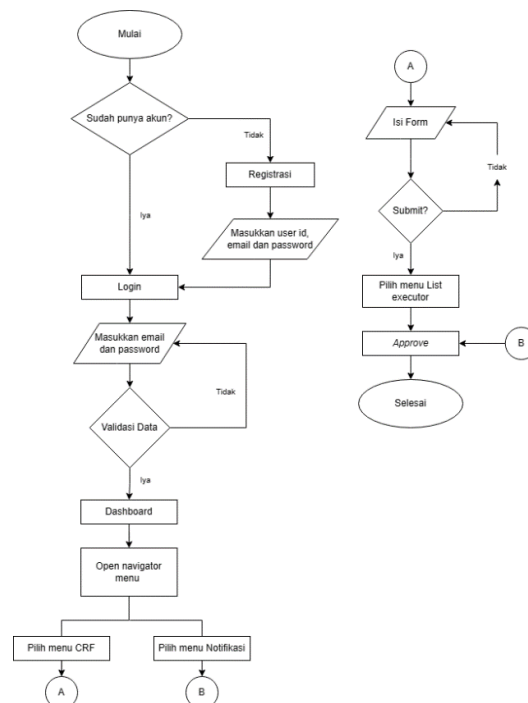 Mulai
Sudah punya akun?
Tidak
Registrasi
Iya
Masukkan user id,
email dan password
Login
Masukkan email
dan password
Tidak
Validasi Data
Iya
Dashboard
Open navigator
menu
Pilih menu CRF
Pilih menu Notifikasi
A
B
A
Isi Form
Tidak
Submit?
Iya
Pilih menu List
executor
Approve
B
Selesai